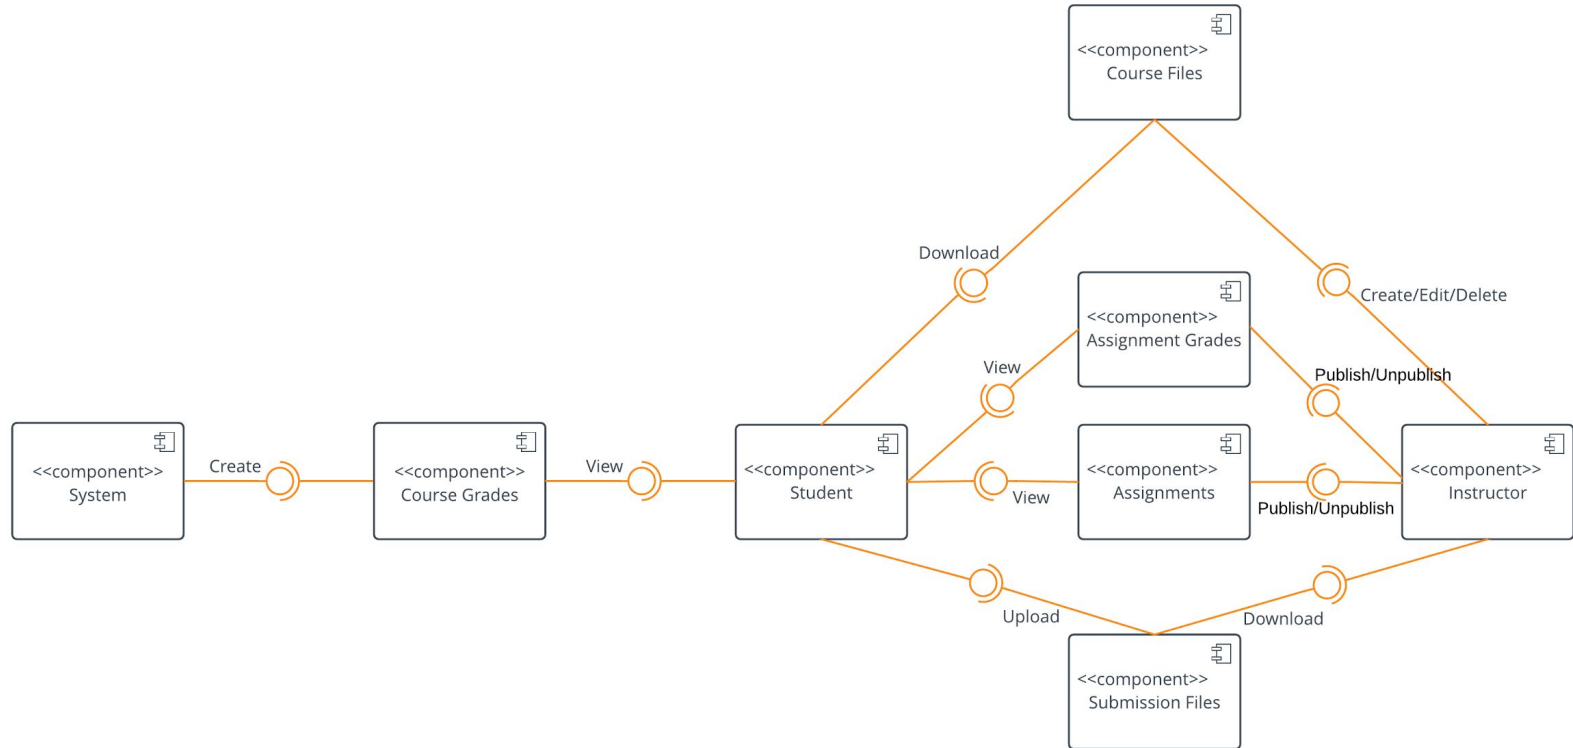 <<component>>
Course Files
Download
Create/Edit/Delete
<<component>>
Assignment Grades
View
Publish/Unpublish
<<component>>
System
Create
<<component>>
Course Grades
View
<<component>>
Student
View
<<component>>
Assignments
Publish/Unpublish
<<component>>
Instructor
Upload
Download
<<component>>
Submission Files